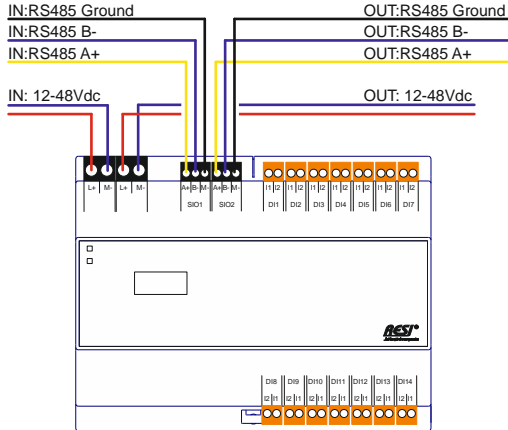 IN:RS485 Ground OUT:RS485 Ground
IN:RS485 B- OUT:RS485 B-
IN:RS485 A+ OUT:RS485 A+
IN: 12-48Vdc OUT: 12-48Vdc
L+ M- L+ M- A+ B- M- A+ B- M- I1 I2 I1 I2 I1 I2 I1 I2 I1 I2 I1 I2 I1 I2
SIO1 SIO2 DI1 DI2 DI3 DI4 DI5 DI6 DI7
RESI
DI8 DI9 DI10 DI11 DI12 DI13 DI14
I2 I1 I2 I1 I2 I1 I2 I1 I2 I1 I2 I1 I2 I1